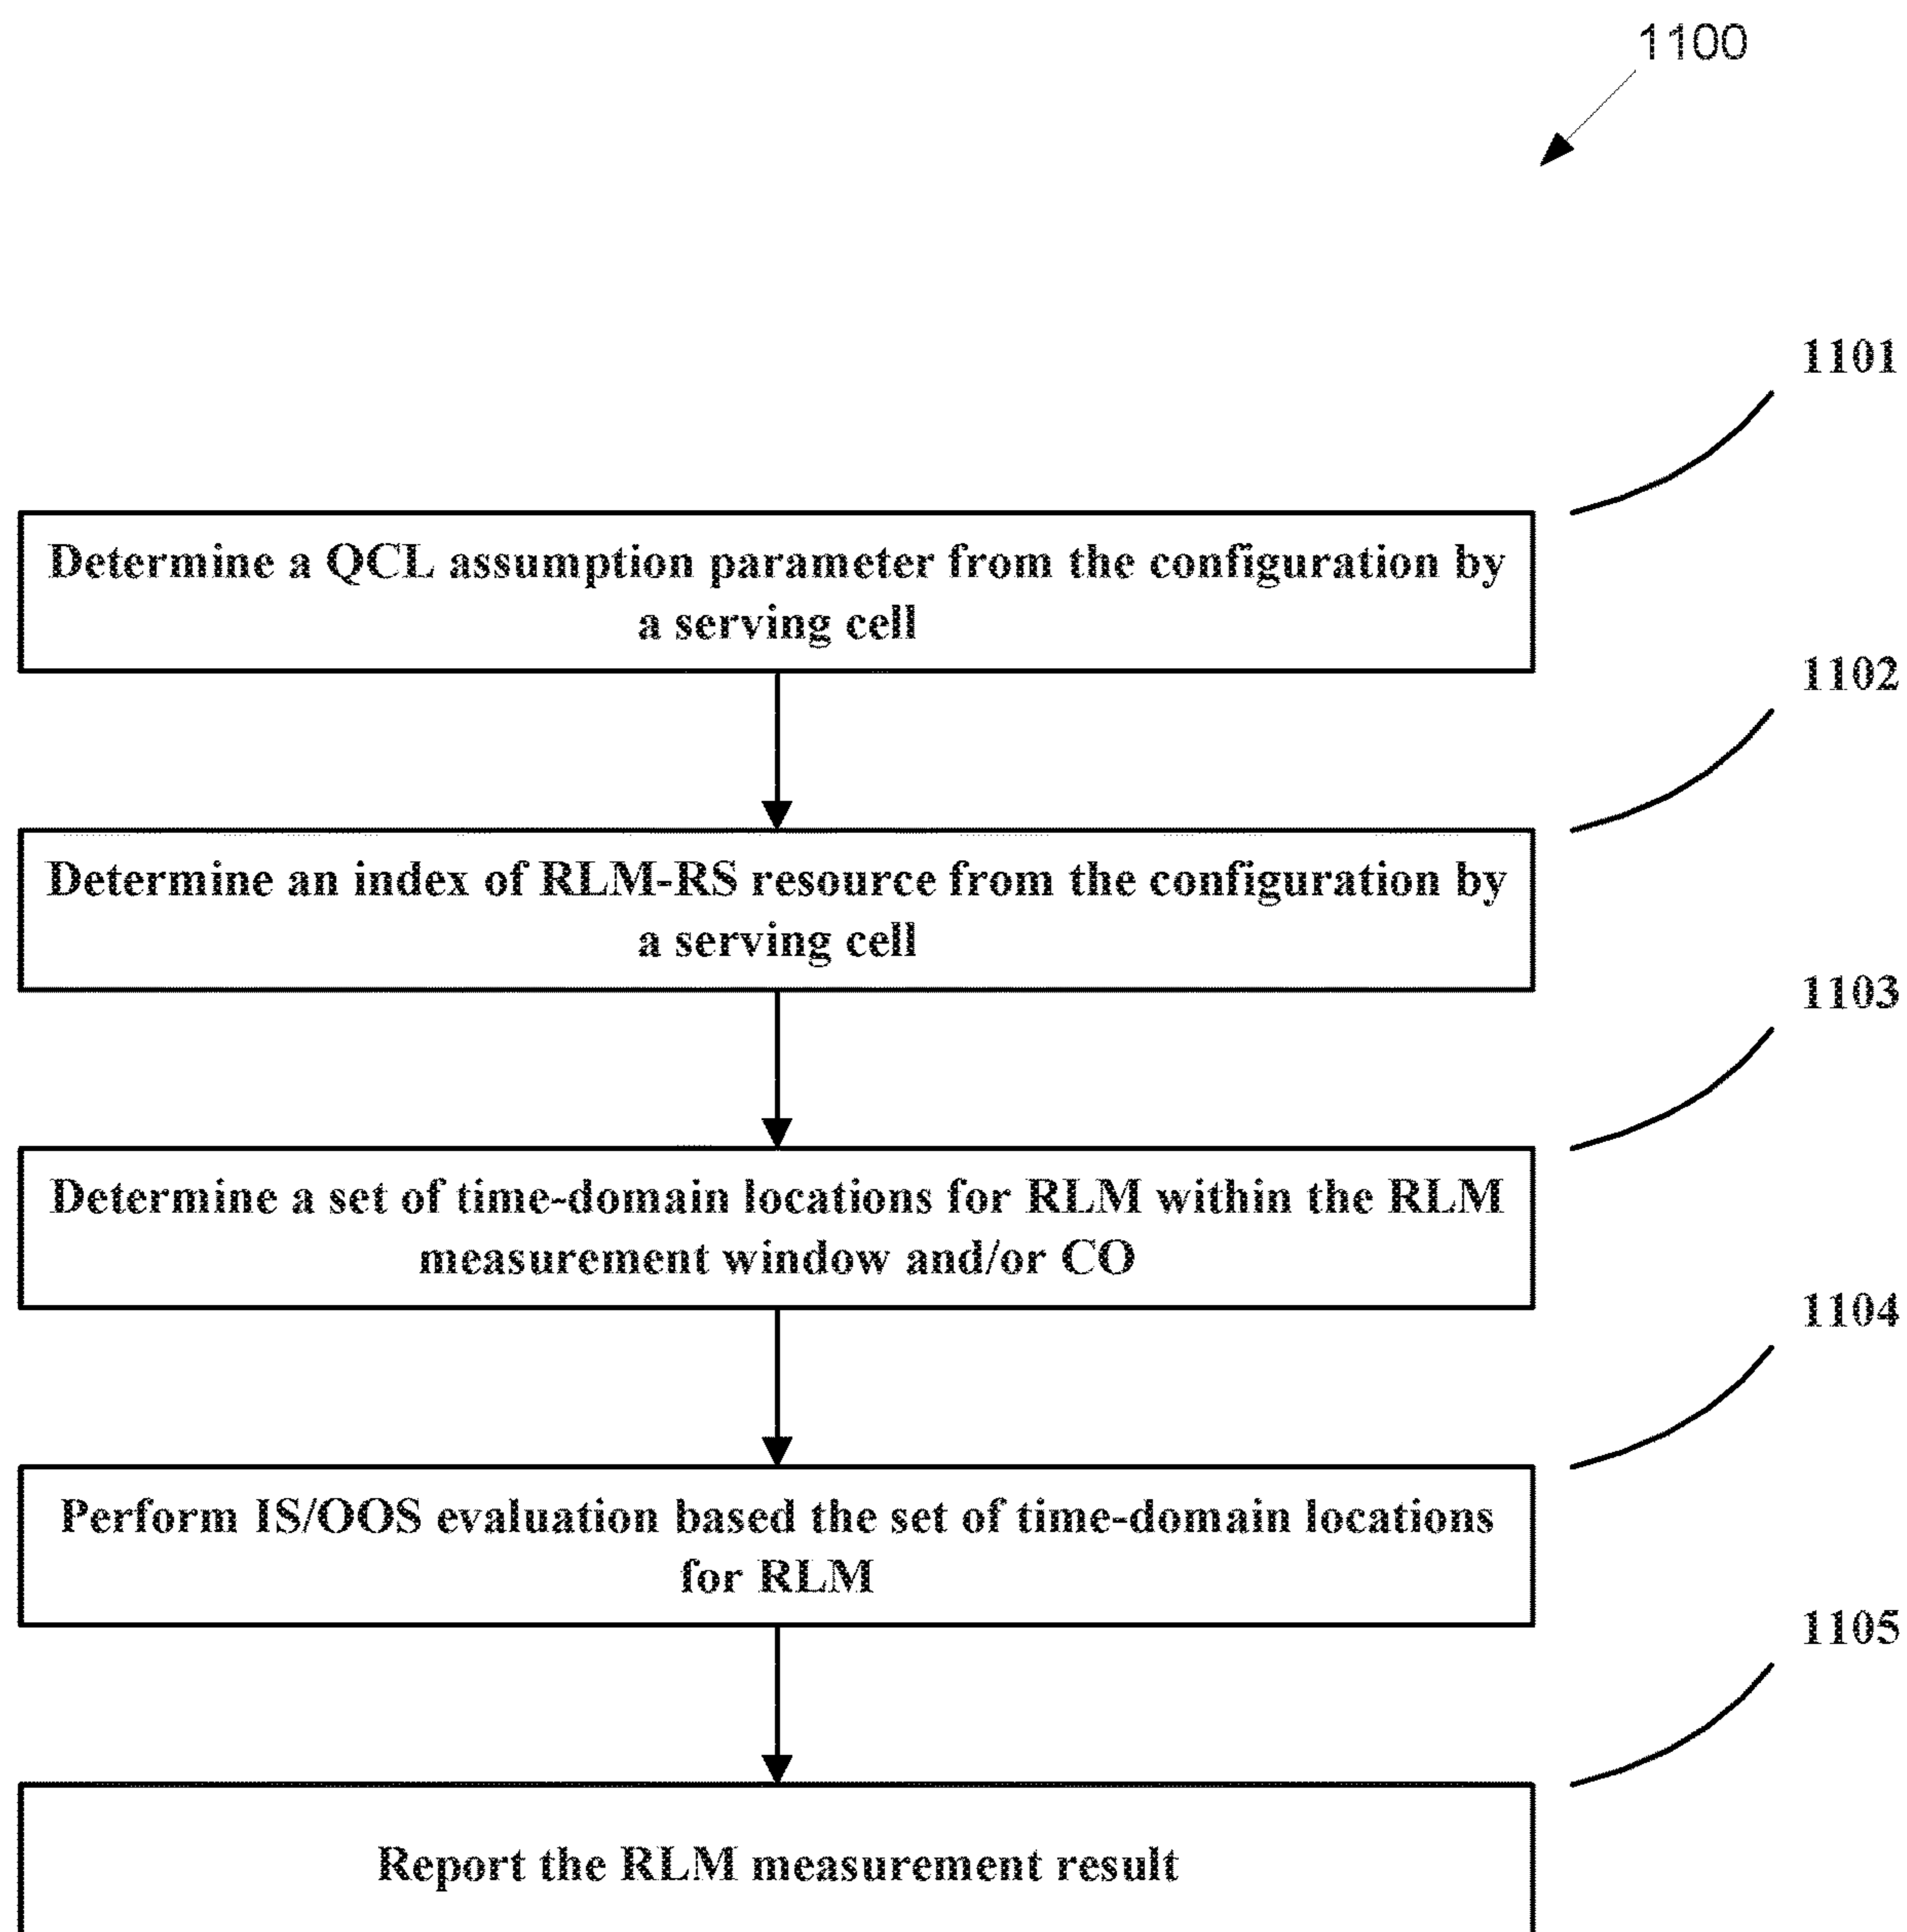 1100
1101
Determine a QCL assumption parameter from the configuration by
a serving cell
1102
Determine an index of RLM-RS resource from the configuration by
a serving cell
1103
Determine a set of time-domain locations for RLM within the RLM
measurement window and/or CO
1104
Perform IS/OOS evaluation based the set of time-domain locations
for RLM
1105
Report the RLM measurement result